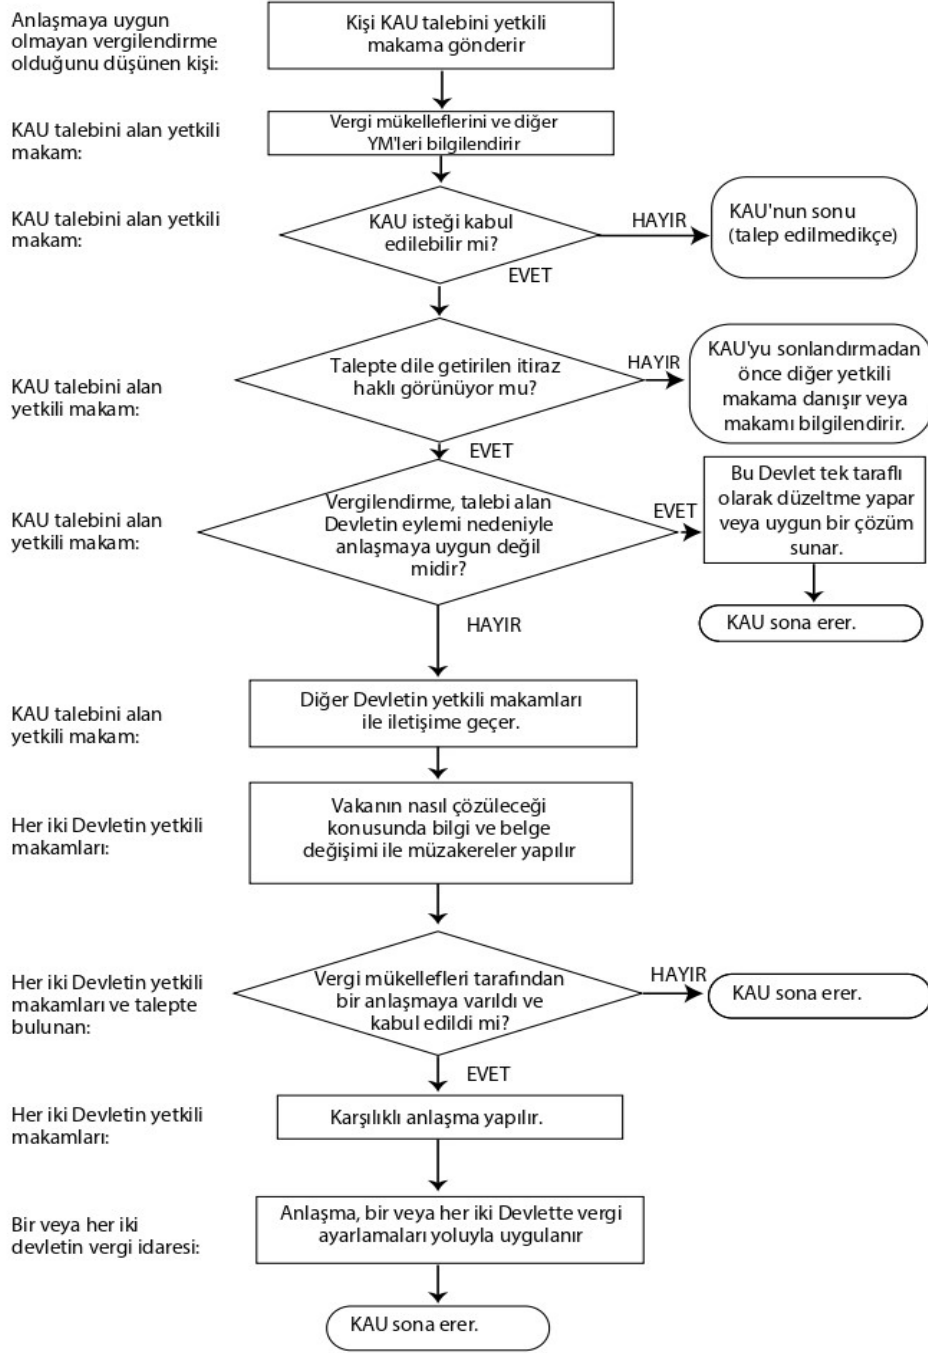 Anlaşmaya uygun
olmayan vergilendirme
olduğunu düşünen kişi:
Kişi KAU talebini yetkili
makama gönderir
KAU talebini alan yetkili
makam:
Vergi mükelleflerini ve diğer
YM'leri bilgilendirir
KAU talebini alan yetkili
makam:
KAU isteği kabul
edilebilir mi?
HAYIR
KAU'nun sonu
(talep edilmedikçe)
EVET
KAU talebini alan
yetkili makam:
Talepte dile getirilen itiraz
haklı görünüyor mu?
HAYIR
KAU'yu sonlandırmadan
önce diğer yetkili
makama danışır veya
makamı bilgilendirir.
EVET
KAU talebini alan
yetkili makam:
Vergilendirme, talebi alan
Devletin eylemi nedeniyle
anlaşmaya uygun değil
midir?
EVET
Bu Devlet tek taraflı
olarak düzeltme yapar
veya uygun bir çözüm
sunar.
KAU sona erer.
HAYIR
KAU talebini alan
yetkili makam:
Diğer Devletin yetkili makamları
ile iletişime geçer.
Her iki Devletin yetkili
makamları:
Vakanın nasıl çözüleceği
konusunda bilgi ve belge
değişimi ile müzakereler yapılır
Her iki Devletin yetkili
makamları ve talepte
bulunan:
Vergi mükellefleri tarafından
bir anlaşmaya varıldı ve
kabul edildi mi?
HAYIR
KAU sona erer.
EVET
Her iki Devletin yetkili
makamları:
Karşılıklı anlaşma yapılır.
Bir veya her iki
devletin vergi idaresi:
Anlaşma, bir veya her iki Devlette vergi
ayarlamaları yoluyla uygulanır
KAU sona erer.